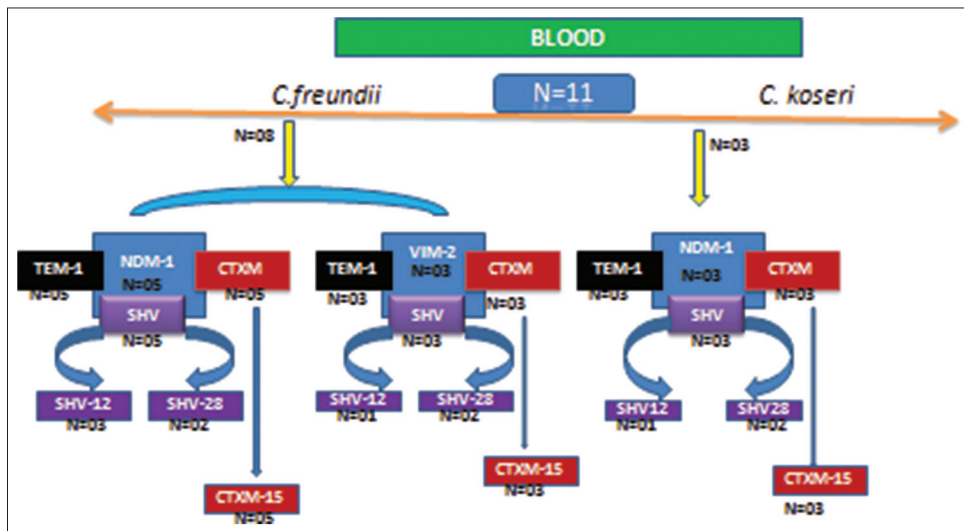 BLOOD
C.freundii
N=11
C. koseri
N=08
N=03
TEM-1
NDM-1
CTXM
N=05
N=05
N=05
SHV
N=05
SHV-12
SHV-28
N=03
N=02
CTXM-15
N=05
TEM-1
VIM-2
CTXM
N=03
N=03
N=03
SHV
N=03
SHV-12
SHV-28
N=01
N=02
CTXM-15
N=03
TEM-1
NDM-1
CTXM
N=03
N=03
N=03
SHV
N=03
SHV12
SHV28
N=01
N=02
CTXM-15
N=03